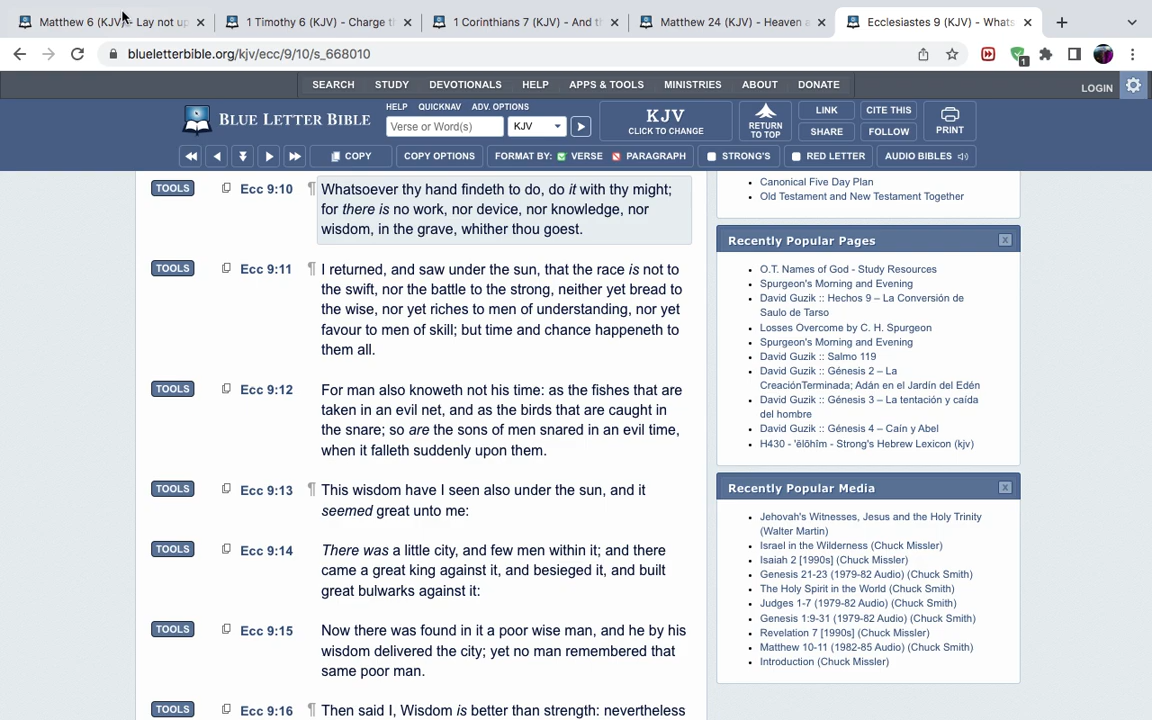 Matthew 6 (KJV) - Lay not up
1 Timothy 6 (KJV) - Charge t
1 Corinthians 7 (KJV) - And t
Matthew 24 (KJV) - Heaven a
Ecclesiastes 9 (KJV) - Whats
blueletterbible.org/kjv/ecc/9/10/s_668010
1
SEARCH STUDY DEVOTIONALS HELP APPS & TOOLS MINISTRIES ABOUT DONATE LOGIN
BLUE LETTER BIBLE
HELP QUICKNAV ADV. OPTIONS
Verse or Word(s) KJV
KJV
CLICK TO CHANGE
RETURN
TO TOP
LINK CITE THIS
SHARE FOLLOW
PRINT
COPY COPY OPTIONS FORMAT BY: VERSE PARAGRAPH STRONG'S RED LETTER AUDIO BIBLES
TOOLS Ecc 9:10 ¶ Whatsoever thy hand findeth to do, do it with thy might;
for there is no work, nor device, nor knowledge, nor
wisdom, in the grave, whither thou goest.
TOOLS Ecc 9:11 ¶ I returned, and saw under the sun, that the race is not to
the swift, nor the battle to the strong, neither yet bread to
the wise, nor yet riches to men of understanding, nor yet
favour to men of skill; but time and chance happeneth to
them all.
TOOLS Ecc 9:12 For man also knoweth not his time: as the fishes that are
taken in an evil net, and as the birds that are caught in
the snare; so are the sons of men snared in an evil time,
when it falleth suddenly upon them.
TOOLS Ecc 9:13 ¶ This wisdom have I seen also under the sun, and it
seemed great unto me:
TOOLS Ecc 9:14 There was a little city, and few men within it; and there
came a great king against it, and besieged it, and built
great bulwarks against it:
TOOLS Ecc 9:15 Now there was found in it a poor wise man, and he by his
wisdom delivered the city; yet no man remembered that
same poor man.
Ecc 9:16 ¶ Then said I, Wisdom is better than strength: nevertheless
Canonical Five Day Plan
Old Testament and New Testament Together
Recently Popular Pages
O.T. Names of God - Study Resources
Spurgeon's Morning and Evening
David Guzik :: Hechos 9 – La Conversión de
Saulo de Tarso
Losses Overcome by C. H. Spurgeon
Spurgeon's Morning and Evening
David Guzik :: Salmo 119
David Guzik :: Génesis 2 – La
CreaciónTerminada; Adán en el Jardín del Edén
David Guzik :: Génesis 3 – La tentación y caída
del hombre
David Guzik :: Génesis 4 – Caín y Abel
H430 - 'ĕlōhîm - Strong's Hebrew Lexicon (kjv)
Recently Popular Media
Jehovah's Witnesses, Jesus and the Holy Trinity
(Walter Martin)
Israel in the Wilderness (Chuck Missler)
Isaiah 2 [1990s] (Chuck Missler)
Genesis 21-23 (1979-82 Audio) (Chuck Smith)
The Holy Spirit in the World (Chuck Smith)
Judges 1-7 (1979-82 Audio) (Chuck Smith)
Genesis 1:9-31 (1979-82 Audio) (Chuck Smith)
Revelation 7 [1990s] (Chuck Missler)
Matthew 10-11 (1982-85 Audio) (Chuck Smith)
Introduction (Chuck Missler)